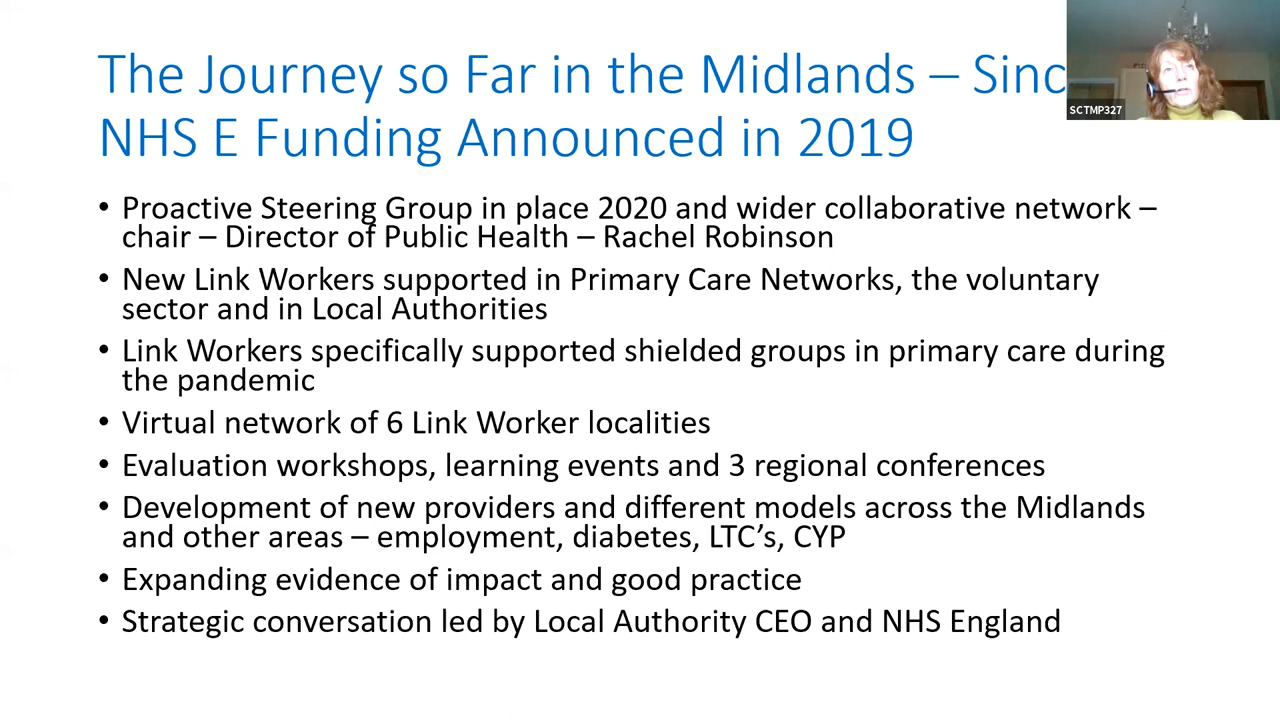 The Journey so Far in the Midlands – Sinc
NHS E Funding Announced in 2019
SCTMP327
• Proactive Steering Group in place 2020 and wider collaborative network –
chair – Director of Public Health – Rachel Robinson
• New Link Workers supported in Primary Care Networks, the voluntary
sector and in Local Authorities
• Link Workers specifically supported shielded groups in primary care during
the pandemic
• Virtual network of 6 Link Worker localities
• Evaluation workshops, learning events and 3 regional conferences
• Development of new providers and different models across the Midlands
and other areas – employment, diabetes, LTC’s, CYP
• Expanding evidence of impact and good practice
• Strategic conversation led by Local Authority CEO and NHS England